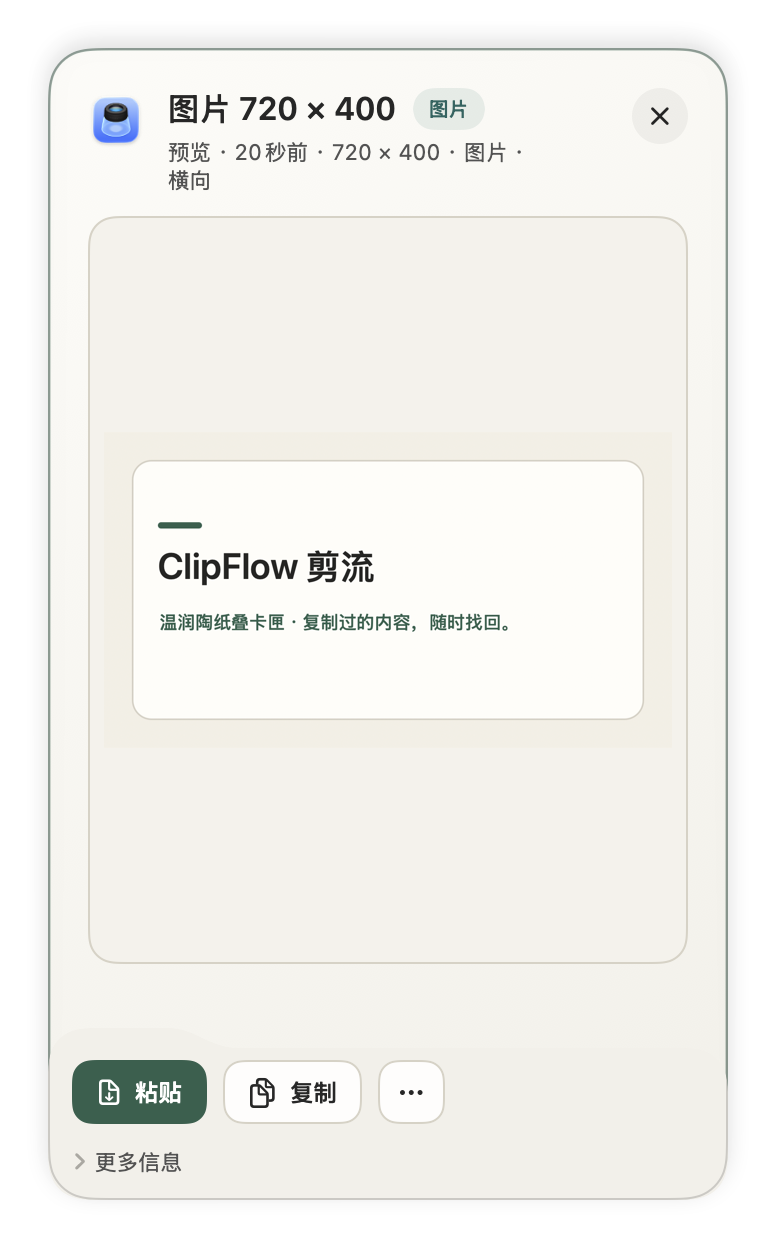 图片 720 × 400
图片
预览 · 20秒前 · 720 × 400 · 图片 ·
横向
ClipFlow 剪流
温润陶纸叠卡匣 · 复制过的内容，随时找回。
粘贴
复制
更多信息